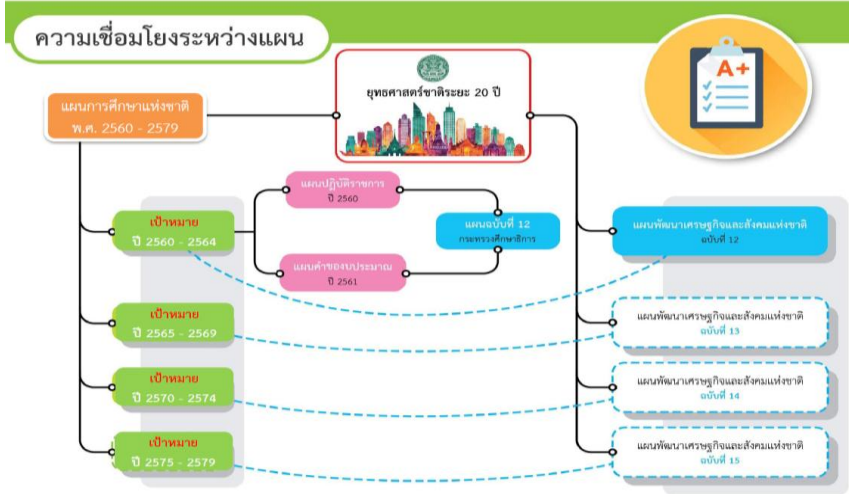 ความเชื่อมโยงระหว่างแผน
ยุทธศาสตร์ชาติระยะ 20 ปี
A+
แผนการศึกษาแห่งชาติ
พ.ศ. 2560 - 2579
เป้าหมาย
ปี 2560 - 2564
แผนปฏิบัติราชการ
ปี 2560
แผนคำของบประมาณ
ปี 2561
แผนฉบับที่ 12
กระทรวงศึกษาธิการ
แผนพัฒนาเศรษฐกิจและสังคมแห่งชาติ
ฉบับที่ 12
เป้าหมาย
ปี 2565 - 2569
แผนพัฒนาเศรษฐกิจและสังคมแห่งชาติ
ฉบับที่ 13
เป้าหมาย
ปี 2570 - 2574
แผนพัฒนาเศรษฐกิจและสังคมแห่งชาติ
ฉบับที่ 14
เป้าหมาย
ปี 2575 - 2579
แผนพัฒนาเศรษฐกิจและสังคมแห่งชาติ
ฉบับที่ 15